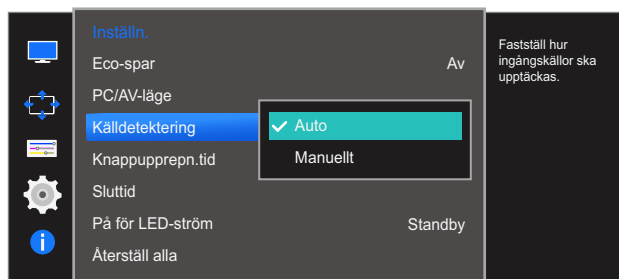 Inställn.
Eco-spar Av
PC/AV-läge
Källdetektering
Auto
Manuellt
Knappupprepn.tid
Sluttid
På för LED-ström Standby
Återställ alla
Fastställ hur
ingångskällor ska
upptäckas.